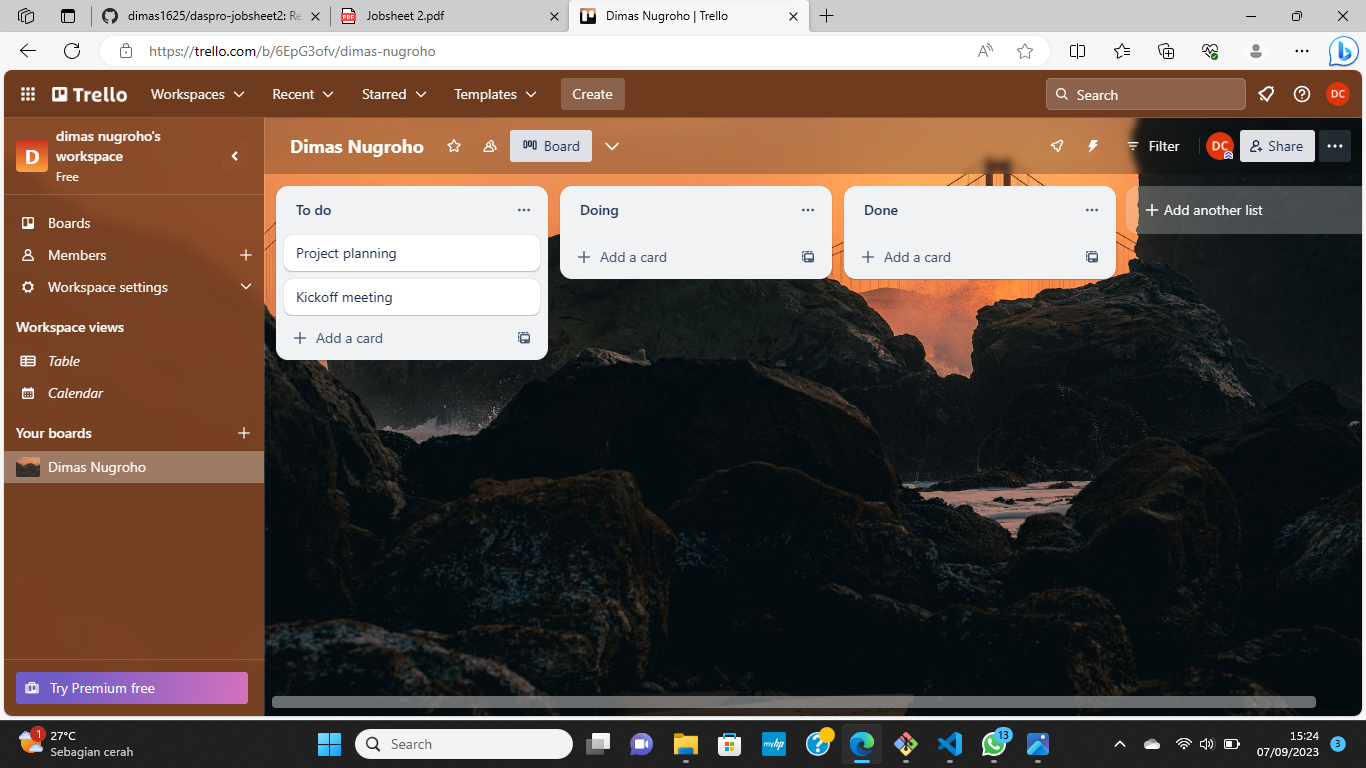 dimas1625/daspro-jobsheet2: Re
Jobsheet 2.pdf
Dimas Nugroho | Trello
https://trello.com/b/6EpG3ofv/dimas-nugroho
Trello
Workspaces
Recent
Starred
Templates
Create
Search
DC
D
dimas nugroho's
workspace
Free
Dimas Nugroho
Board
Filter
DC
Share
Boards
Members
Workspace settings
Workspace views
Table
Calendar
Your boards
Dimas Nugroho
Try Premium free
To do
Project planning
Kickoff meeting
Add a card
Doing
Add a card
Done
Add a card
Add another list
1
27°C
Sebagian cerah
Search
myhp
13
15:24
07/09/2023
3